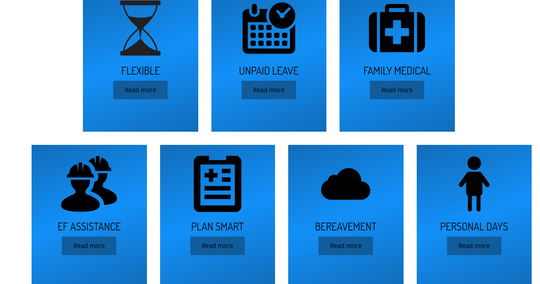 FLEXIBLE
UNPAID LEAVE
FAMILY MEDICAL
Read more
Read more
Read more
EF ASSISTANCE
PLAN SMART
BEREAVEMENT
PERSONAL DAYS
Read more
Read more
Read more
Read more